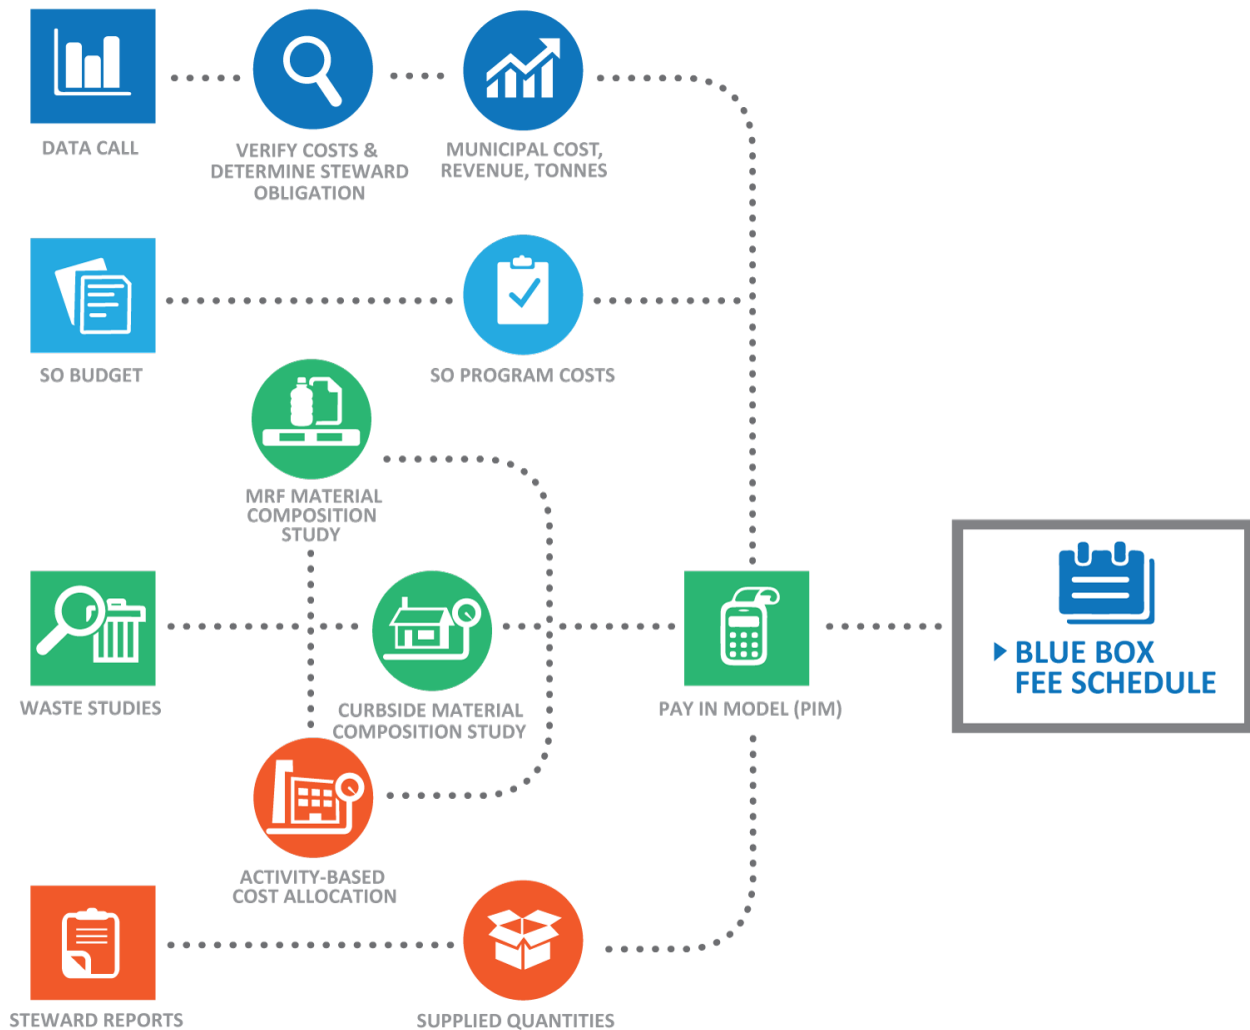 DATA CALL
VERIFY COSTS &
DETERMINE STEWARD
OBLIGATION
MUNICIPAL COST,
REVENUE, TONNES
SO BUDGET
SO PROGRAM COSTS
MRF MATERIAL
COMPOSITION
STUDY
WASTE STUDIES
CURBSIDE MATERIAL
COMPOSITION STUDY
PAY IN MODEL (PIM)
BLUE BOX
FEE SCHEDULE
ACTIVITY-BASED
COST ALLOCATION
STEWARD REPORTS
SUPPLIED QUANTITIES